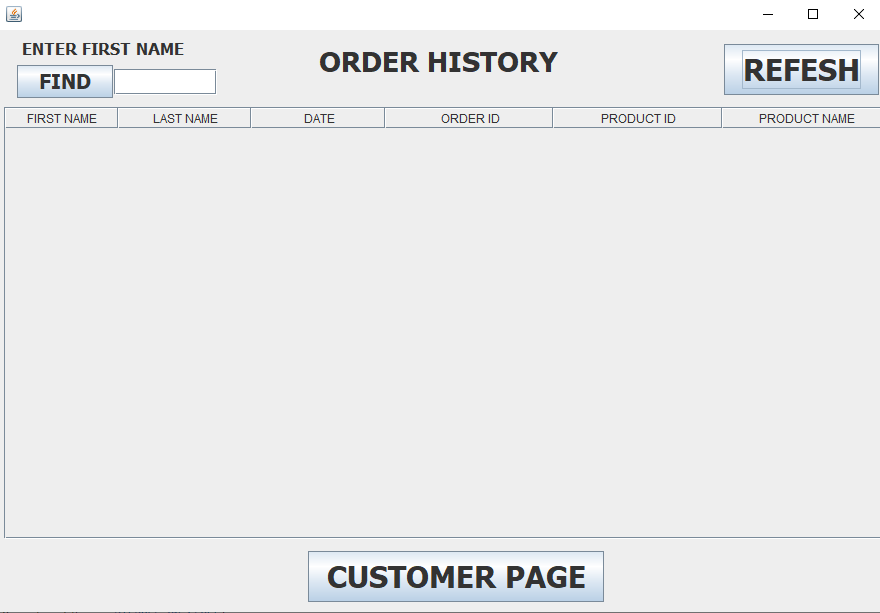 ENTER FIRST NAME
ORDER HISTORY
REFESH
FIND
FIRST NAME LAST NAME DATE ORDER ID PRODUCT ID PRODUCT NAME
CUSTOMER PAGE